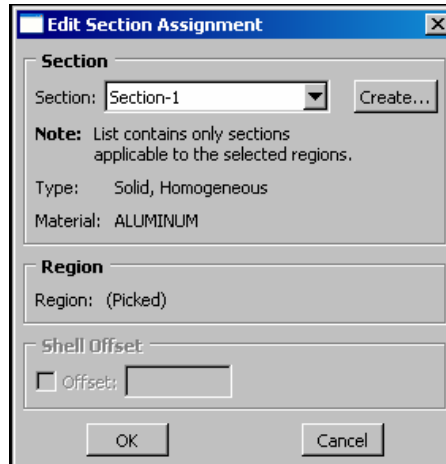 Edit Section Assignment
Section
Section: Section-1 Create...
Note: List contains only sections
applicable to the selected regions.
Type: Solid, Homogeneous
Material: ALUMINUM
Region
Region: (Picked)
Shell Offset
Offset:
OK Cancel